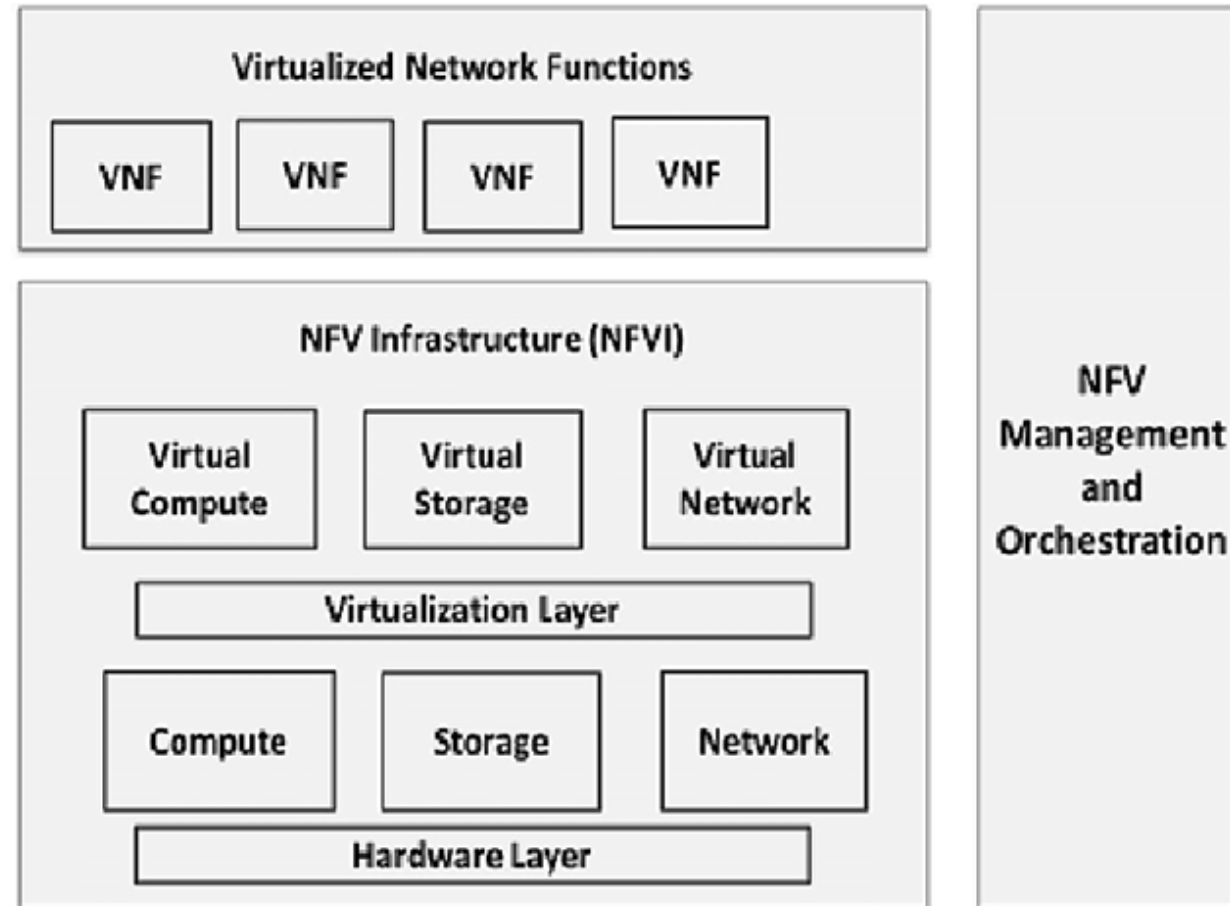 Virtualized Network Functions
VNF
VNF
VNF
VNF
NFV Infrastructure (NFVI)
Virtual
Compute
Virtual
Storage
Virtual
Network
Virtualization Layer
Compute
Storage
Network
Hardware Layer
NFV
Management
and
Orchestration